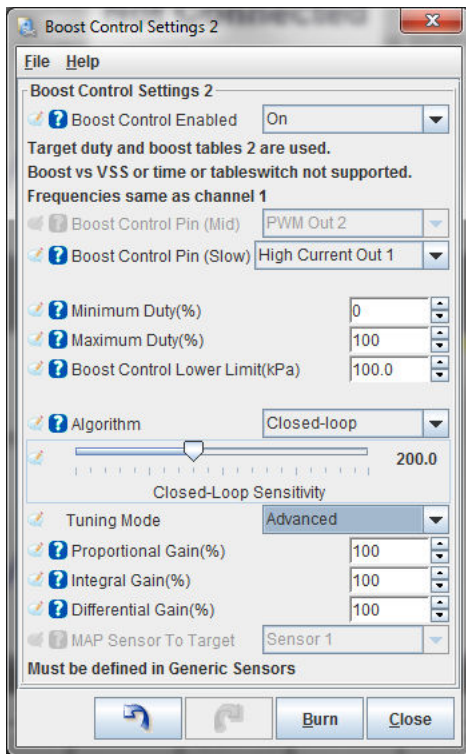 Boost Control Settings 2
File Help
Boost Control Settings 2
Boost Control Enabled On
Target duty and boost tables 2 are used.
Boost vs VSS or time or tableswitch not supported.
Frequencies same as channel 1
Boost Control Pin (Mid) PWM Out 2
Boost Control Pin (Slow) High Current Out 1
Minimum Duty(%) 0
Maximum Duty(%) 100
Boost Control Lower Limit(kPa) 100.0
Algorithm Closed-loop
200.0
Closed-Loop Sensitivity
Tuning Mode Advanced
Proportional Gain(%) 100
Integral Gain(%) 100
Differential Gain(%) 100
MAP Sensor To Target Sensor 1
Must be defined in Generic Sensors
Burn Close